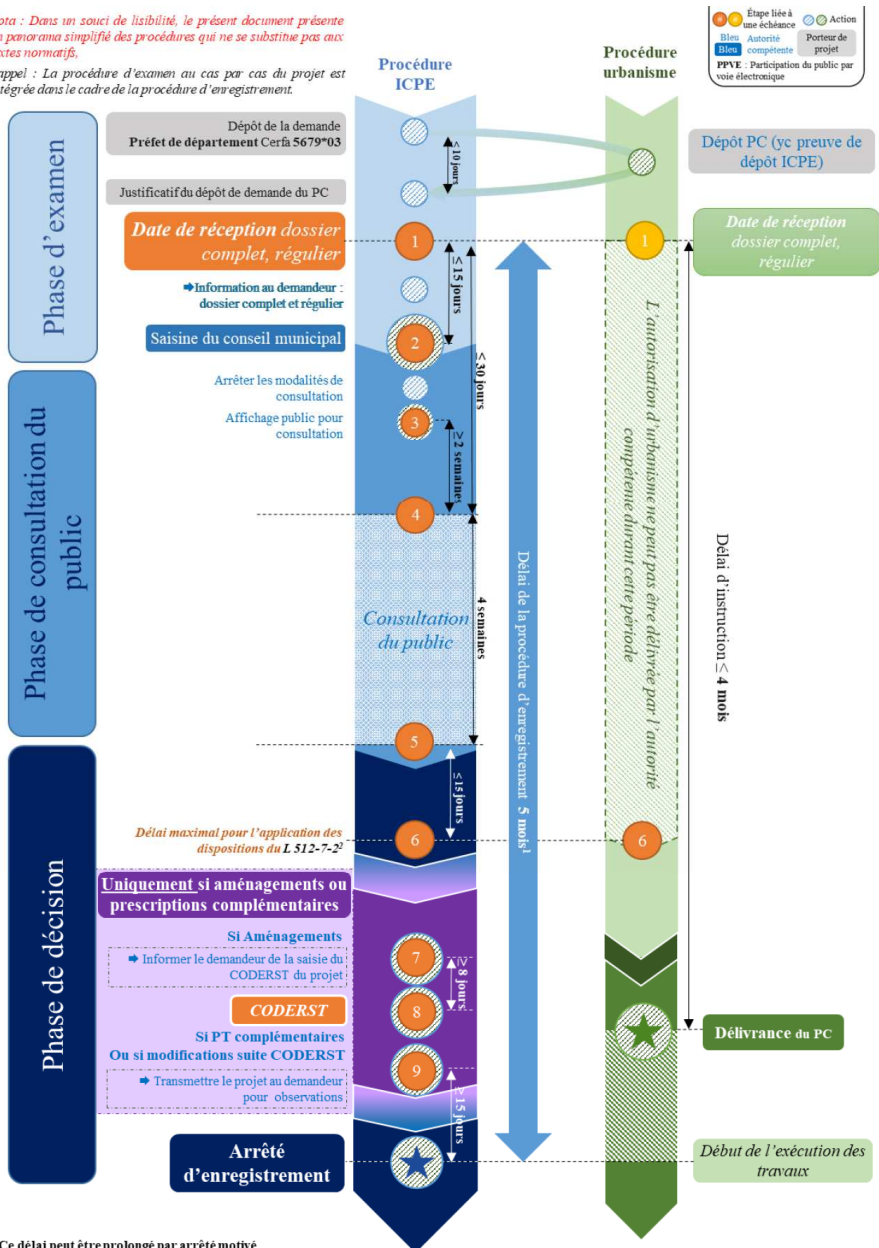 ota : Dans un souci de lisibilité, le présent document présente
n panorama simplifié des procédures qui ne se substitue pas aux
xtes normatifs,
appel : La procédure d'examen au cas par cas du projet est
tégrée dans le cadre de la procédure d'enregistrement.
Procédure
ICPE
Procédure
urbanisme
# #
Étape liée à
une échéance
Action
Bleu
Bleu
Autorité
compétente
Porteur de
projet
PPVE : Participation du public par
voie électronique
Phase d'examen
Dépôt de la demande
Préfet de département Cerfa 5679*03
<10 jours
Dépôt PC (yc preuve de
dépôt ICPE)
Justificatif du dépôt de demande du PC
Date de réception dossier
complet, régulier
1
1
Date de réception
dossier complet,
régulier
≤ 15 jours
➡Information au demandeur :
dossier complet et régulier
Saisine du conseil municipal
2
≤ 30 jours
Phase de consultation du
public
Arrêter les modalités de
consultation
Affichage public pour
consultation
3
≥ 2 semaines
4
Consultation
du public
4 semaines
5
Délai de la procédure d'enregistrement 5 mois¹
L'autorisation d'urbanisme ne peut pas être délivrée par l'autorité
compétente durant cette période
Délai d'instruction ≤ 4 mois
Phase de décision
≤ 15 jours
Délai maximal pour l'application des
dispositions du L 512-7-2²
6
6
Uniquement si aménagements ou
prescriptions complémentaires
Si Aménagements
➡ Informer le demandeur de la saisie du
CODERST du projet
7
≥ 8 jours
CODERST
8
Si PT complémentaires
Ou si modifications suite CODERST
➡ Transmettre le projet au demandeur
pour observations
9
≥ 15 jours
Délivrance du PC
Arrêté
d'enregistrement
Début de l'exécution des
travaux
Ce délai peut être prolongé par arrêté motivé